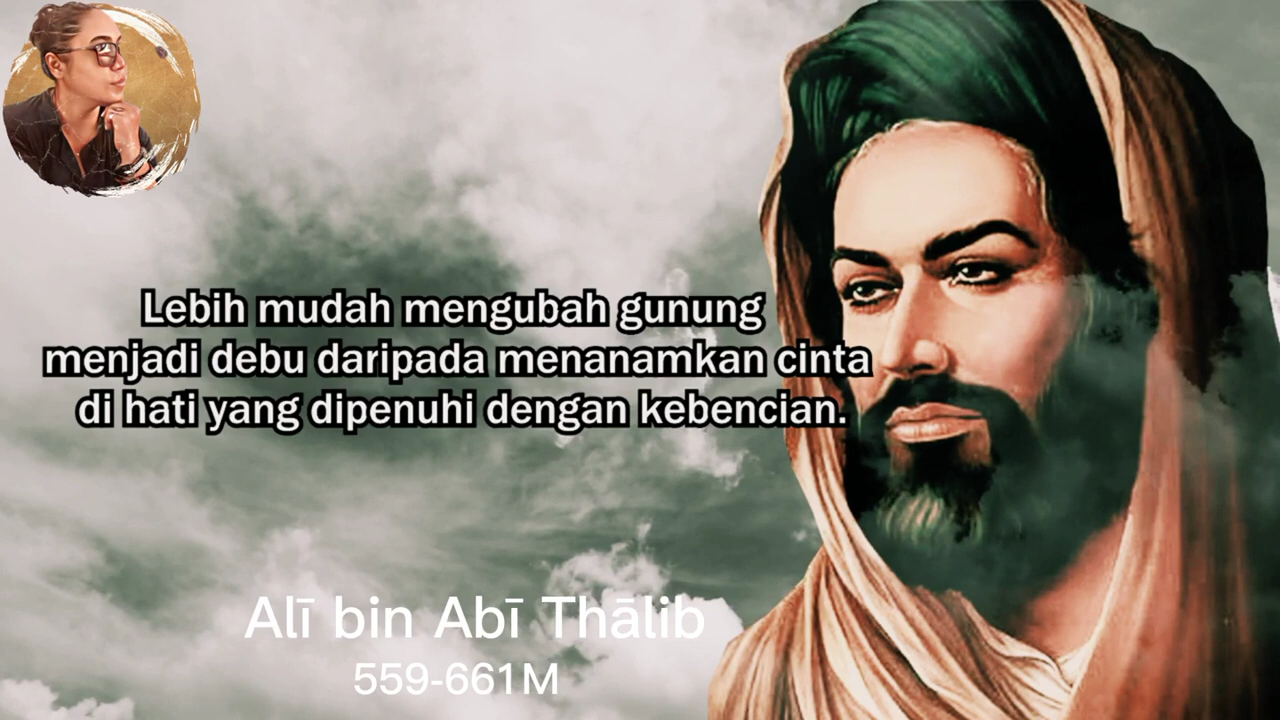 Lebih mudah mengubah gunung
menjadi debu daripada menanamkan cinta
di hati yang dipenuhi dengan kebencian.
Alī bin Abī Thālib
559-661M